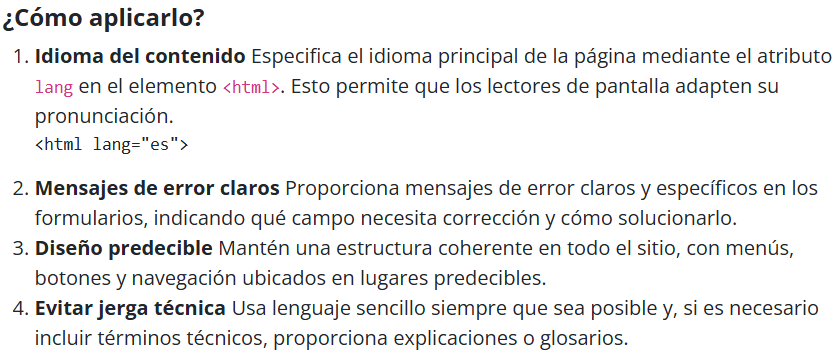 ¿Cómo aplicarlo?
1. Idioma del contenido Especifica el idioma principal de la página mediante el atributo
lang en el elemento <html>. Esto permite que los lectores de pantalla adapten su
pronunciación.
<html lang="es">
2. Mensajes de error claros Proporciona mensajes de error claros y específicos en los
formularios, indicando qué campo necesita corrección y cómo solucionarlo.
3. Diseño predecible Mantén una estructura coherente en todo el sitio, con menús,
botones y navegación ubicados en lugares predecibles.
4. Evitar jerga técnica Usa lenguaje sencillo siempre que sea posible y, si es necesario
incluir términos técnicos, proporciona explicaciones o glosarios.